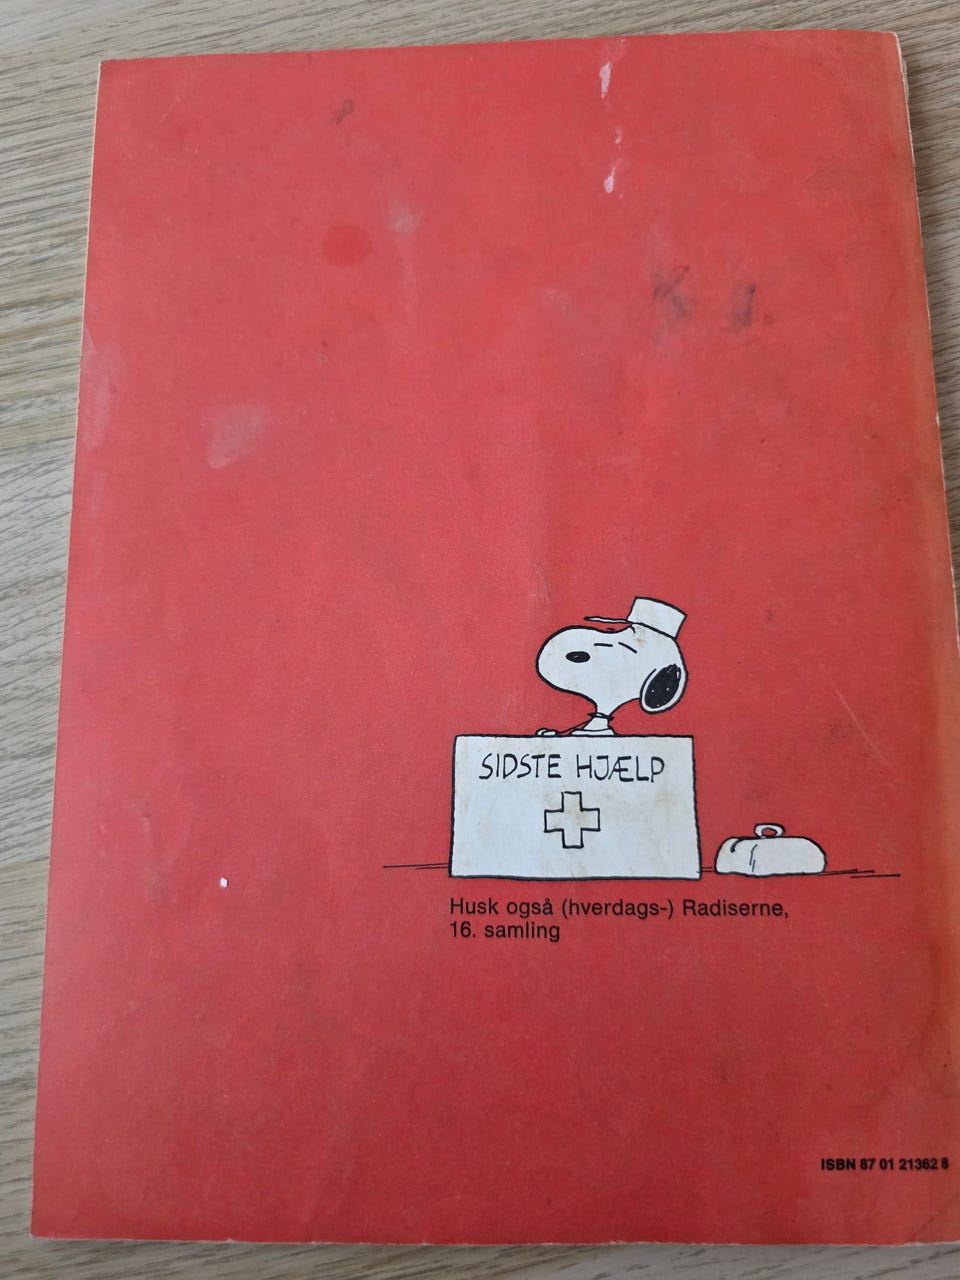 SIDSTE HJÆLP
Husk også (hverdags-) Radiserne,
16. samling
ISBN 87 01 21362 8